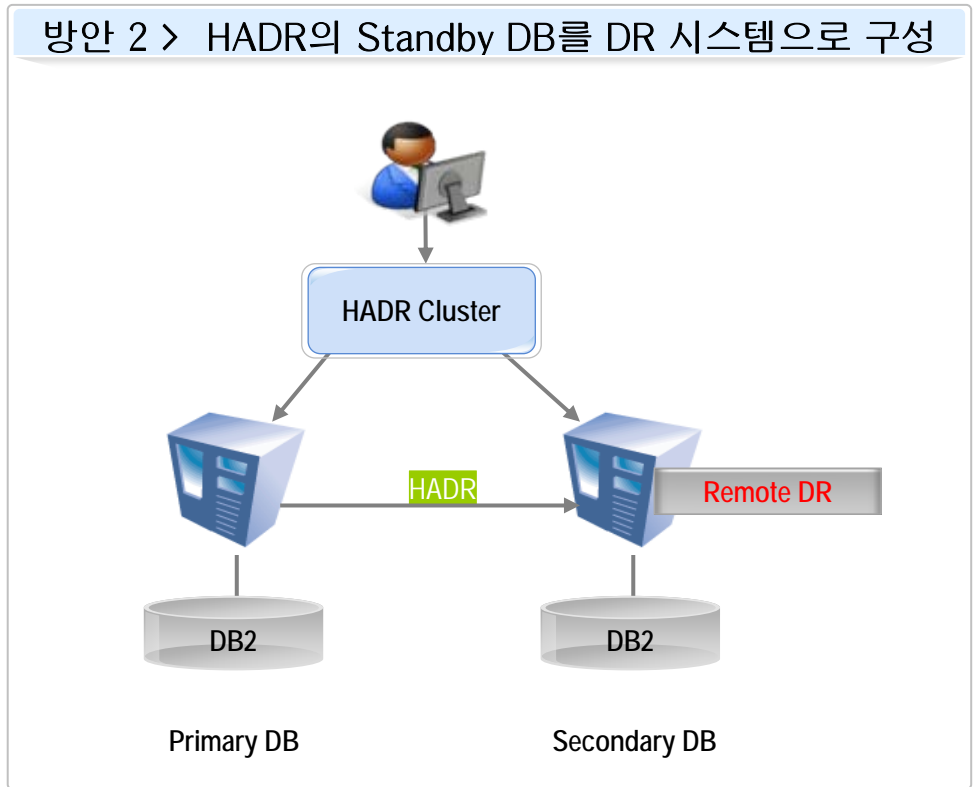 방안 2 > HADR의 Standby DB를 DR 시스템으로 구성
HADR Cluster
HADR
Remote DR
DB2
DB2
Primary DB
Secondary DB